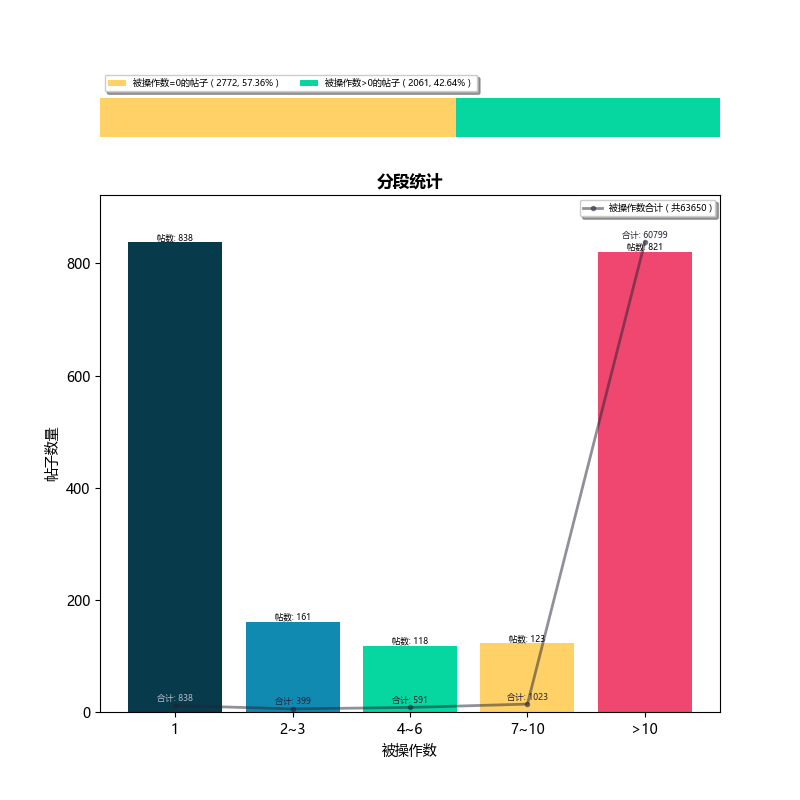 被操作数=0的帖子 ( 2772, 57.36% ) 被操作数>0的帖子 ( 2061, 42.64% )
分段统计
被操作数合计 ( 共63650 )
合计: 60799
帖数: 838
帖数: 821
800
600
帖子数量
400
200
帖数: 161
帖数: 118
帖数: 123
合计: 838
合计: 399
合计: 591
合计: 1023
0
1 2~3 4~6 7~10 >10
被操作数